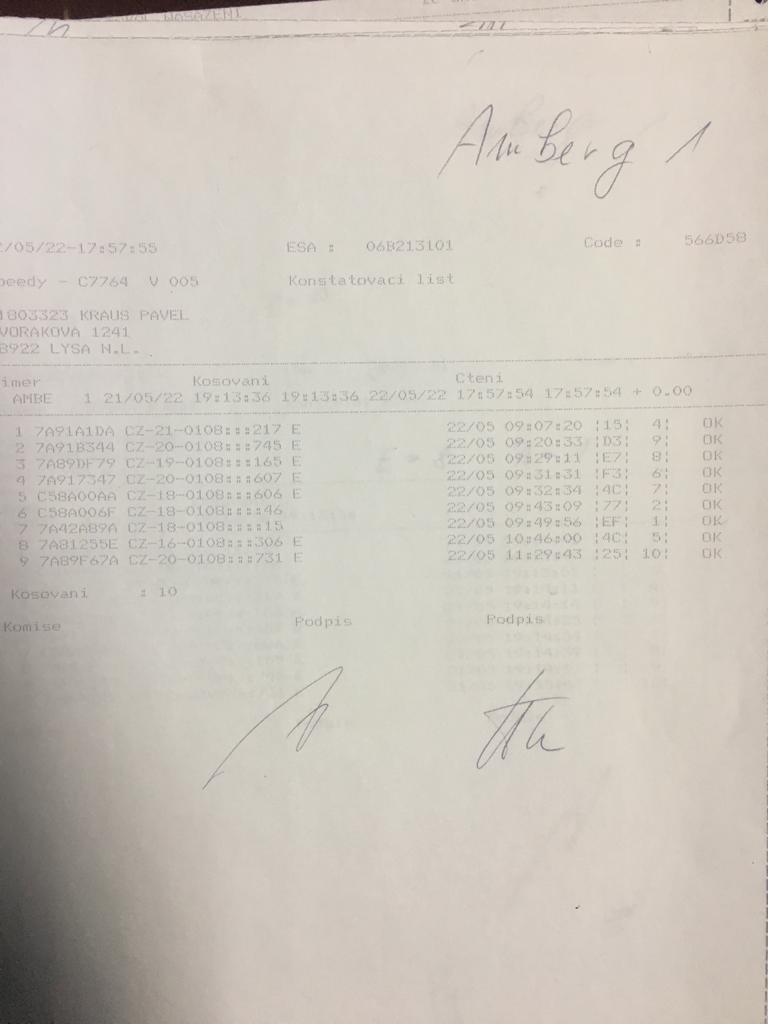 Amberg 1
2/05/22-17:57:55 ESA : 06B213101 Code : 566D58
peedy - C7764 V 005 Konstatovaci list
1803323 KRAUS PAVEL
VORAKOVA 1241
8922 LYSA N.L.
imer Kosovani Cteni
AMBE 1 21/05/22 19:13:36 19:13:36 22/05/22 17:57:54 17:57:54 + 0.00
1 7A91A1DA CZ-21-0108:::217 E 22/05 09:07:20 ¦15¦ 4¦ OK
2 7A91B344 CZ-20-0108:::745 E 22/05 09:20:33 ¦D3¦ 9¦ OK
3 7A89DF79 CZ-19-0108:::165 E 22/05 09:29:11 ¦E7¦ 8¦ OK
4 7A917347 CZ-20-0108:::607 E 22/05 09:31:31 ¦F3¦ 6¦ OK
5 C58A00AA CZ-18-0108:::606 E 22/05 09:32:34 ¦4C¦ 7¦ OK
6 C58A006F CZ-18-0108::::46 22/05 09:43:09 ¦77¦ 2¦ OK
7 7A42A89A CZ-18-0108::::15 22/05 09:49:56 ¦EF¦ 1¦ OK
8 7A81255E CZ-16-0108:::306 E 22/05 10:46:00 ¦4C¦ 5¦ OK
9 7A89F67A CZ-20-0108:::731 E 22/05 11:29:43 ¦25¦ 10¦ OK
Kosovani : 10
Komise Podpis Podpis